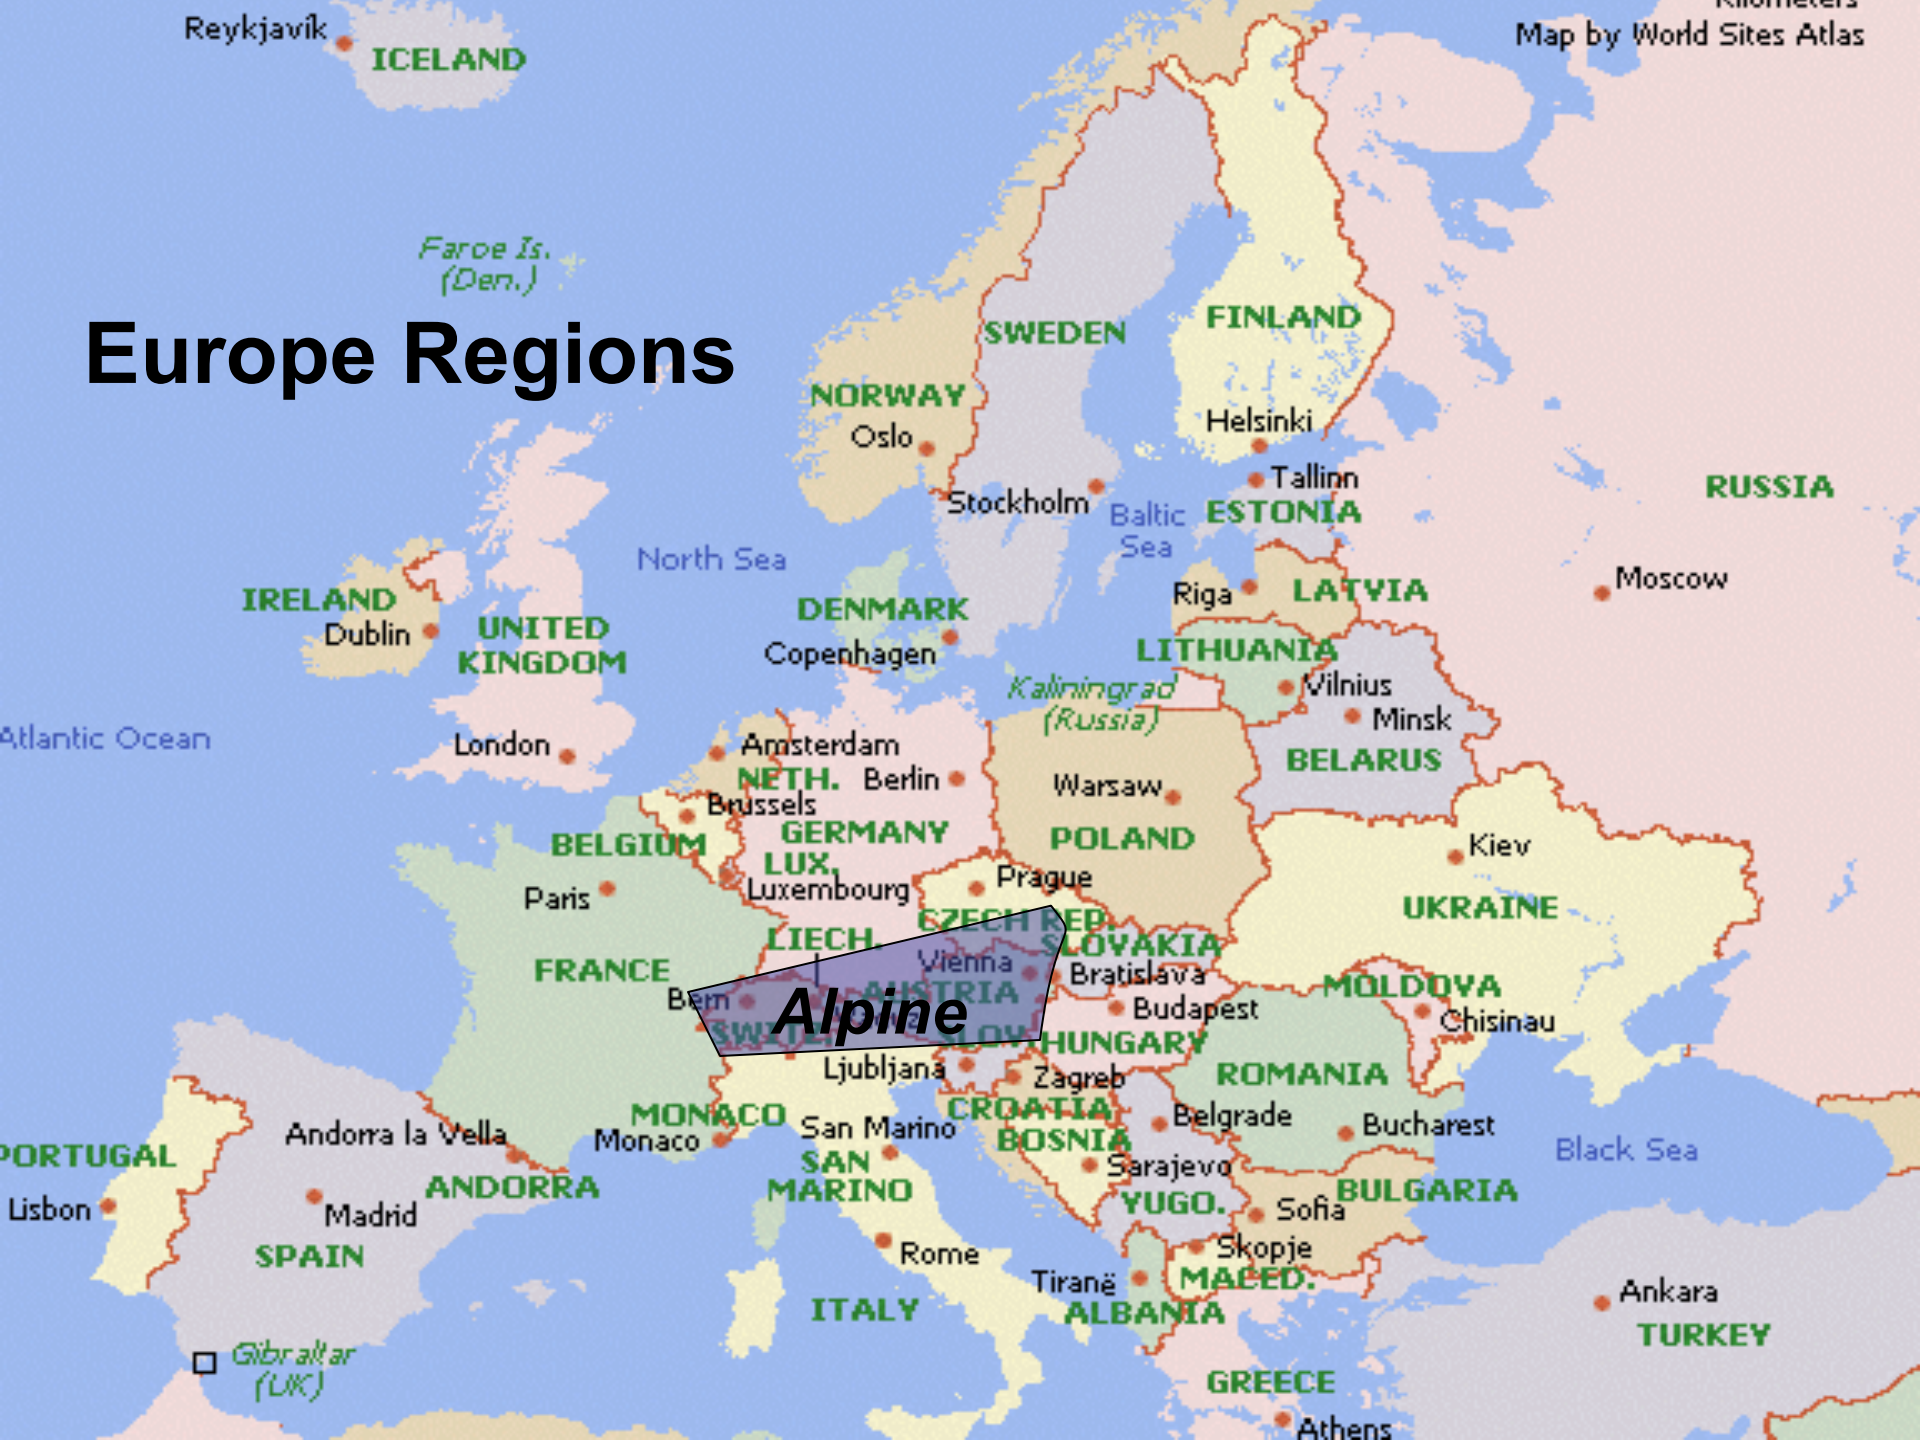 Kilometers
Map by World Sites Atlas
Reykjavík
ICELAND
Faroe Is.
(Den.)
Europe Regions
SWEDEN
FINLAND
NORWAY
Oslo
Helsinki
Stockholm
Tallinn
Baltic
Sea
ESTONIA
RUSSIA
North Sea
Moscow
IRELAND
Dublin
UNITED
KINGDOM
DENMARK
Copenhagen
Riga
LATVIA
LITHUANIA
Kaliningrad
(Russia)
Vilnius
Minsk
BELARUS
Atlantic Ocean
London
Amsterdam
NETH.
Berlin
Brussels
Warsaw
POLAND
BELGIUM
GERMANY
LUX.
Luxembourg
Paris
Prague
Kiev
UKRAINE
CZECH REP.
LIECH.
SLOVAKIA
FRANCE
Vienna
Bratislava
Bern
AUSTRIA
Alpine
Vaduz
SWITZ.
SLOV.
Budapest
HUNGARY
MOLDOVA
Chisinau
Ljubljana
Zagreb
ROMANIA
CROATIA
MONACO
Monaco
San Marino
SAN
MARINO
BOSNIA
Belgrade
Bucharest
Black Sea
Andorra la Vella
ANDORRA
PORTUGAL
Lisbon
Madrid
SPAIN
Sarajevo
YUGO.
BULGARIA
Sofia
Rome
Skopje
MACED.
Tiranë
ALBANIA
ITALY
Ankara
TURKEY
Gibraltar
(UK)
GREECE
Athens